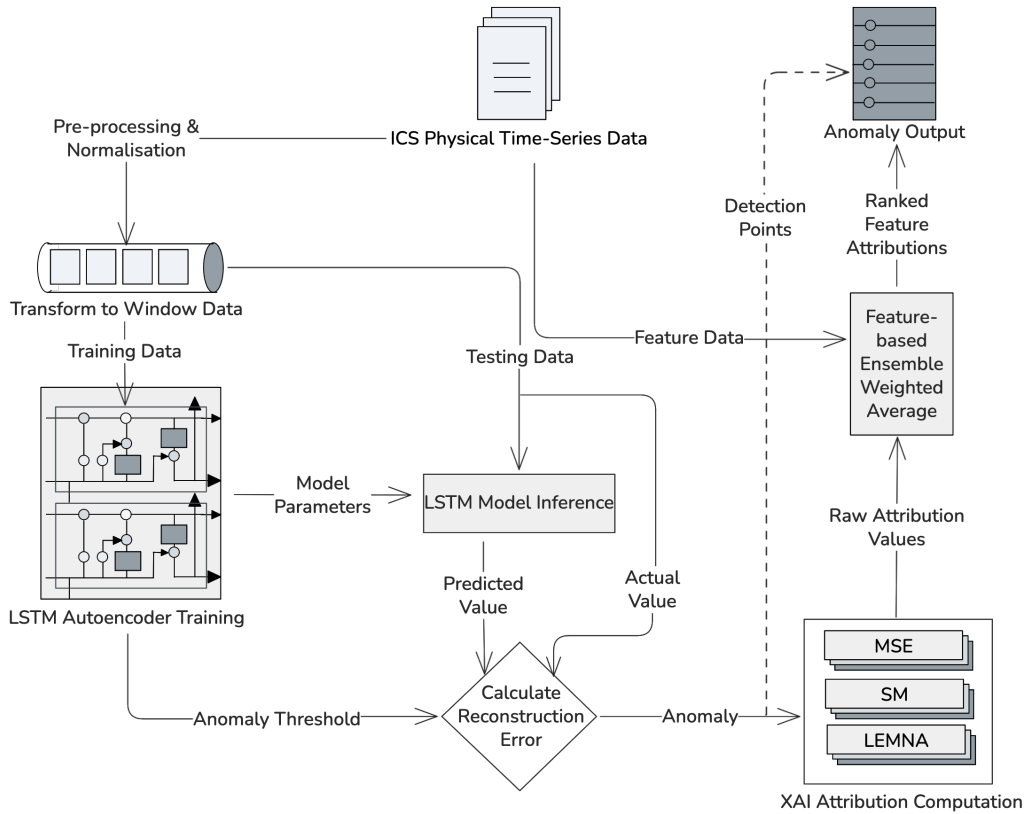 Pre-processing &
Normalisation
ICS Physical Time-Series Data
Anomaly Output
Detection
Points
Ranked
Feature
Attributions
Transform to Window Data
Training Data
Testing Data
Feature Data
Feature-
based
Ensemble
Weighted
Average
Model
Parameters
LSTM Model Inference
Raw Attribution
Values
Predicted
Value
Actual
Value
LSTM Autoencoder Training
MSE
SM
LEMNA
Anomaly Threshold
Calculate
Reconstruction
Error
Anomaly
XAI Attribution Computation